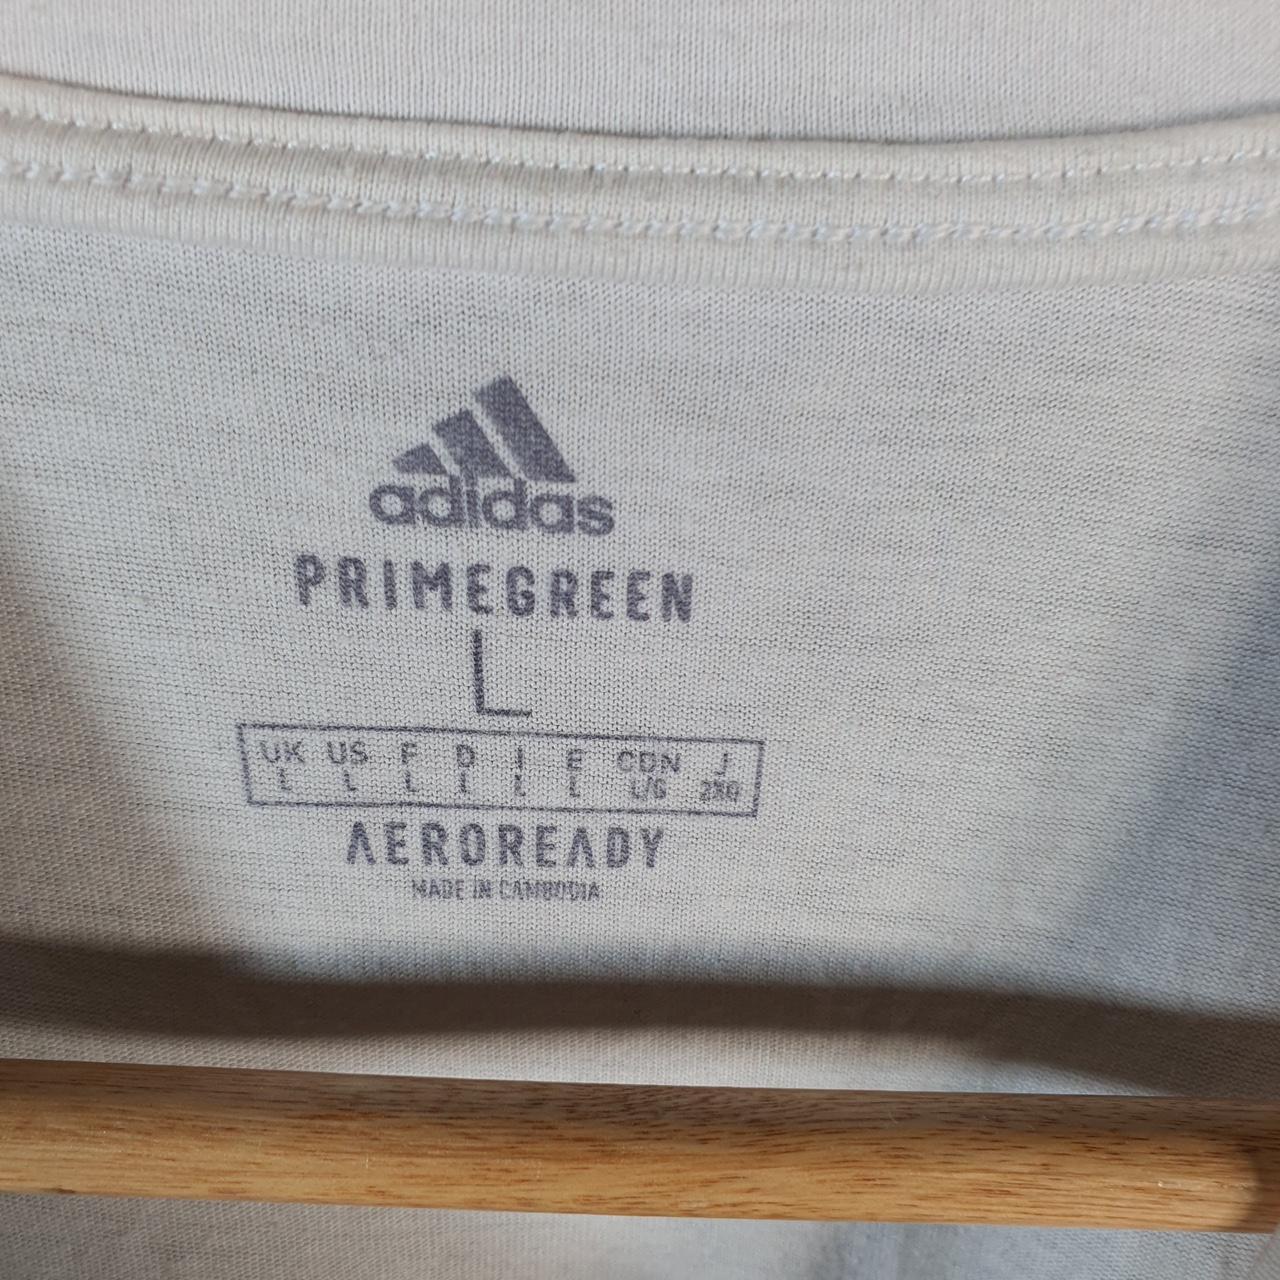 adidas
PRIMEGREEN
L
UK US F D I E CDN J
L L L L L L L/G 2XO
AEROREADY
MADE IN CAMBODIA